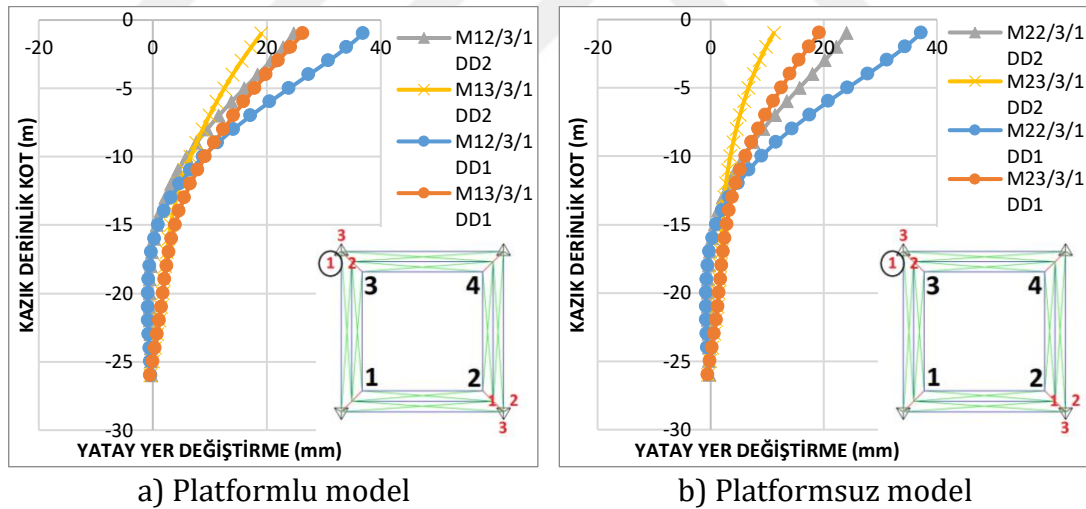 0
-20
0
20
40
-5
-10
-15
-20
-25
-30
KAZIK DERİNLİK KOT (m)
YATAY YER DEĞİŞTİRME (mm)
M12/3/1
DD2
M13/3/1
DD2
M12/3/1
DD1
M13/3/1
DD1
3
1 2
3 4
1 2
1 2
3
a) Platformlu model
0
-20
0
20
40
-5
-10
-15
-20
-25
-30
KAZIK DERİNLİK KOT (m)
YATAY YER DEĞİŞTİRME (mm)
M22/3/1
DD2
M23/3/1
DD2
M22/3/1
DD1
M23/3/1
DD1
3
1 2
3 4
1 2
1 2
3
b) Platformsuz model